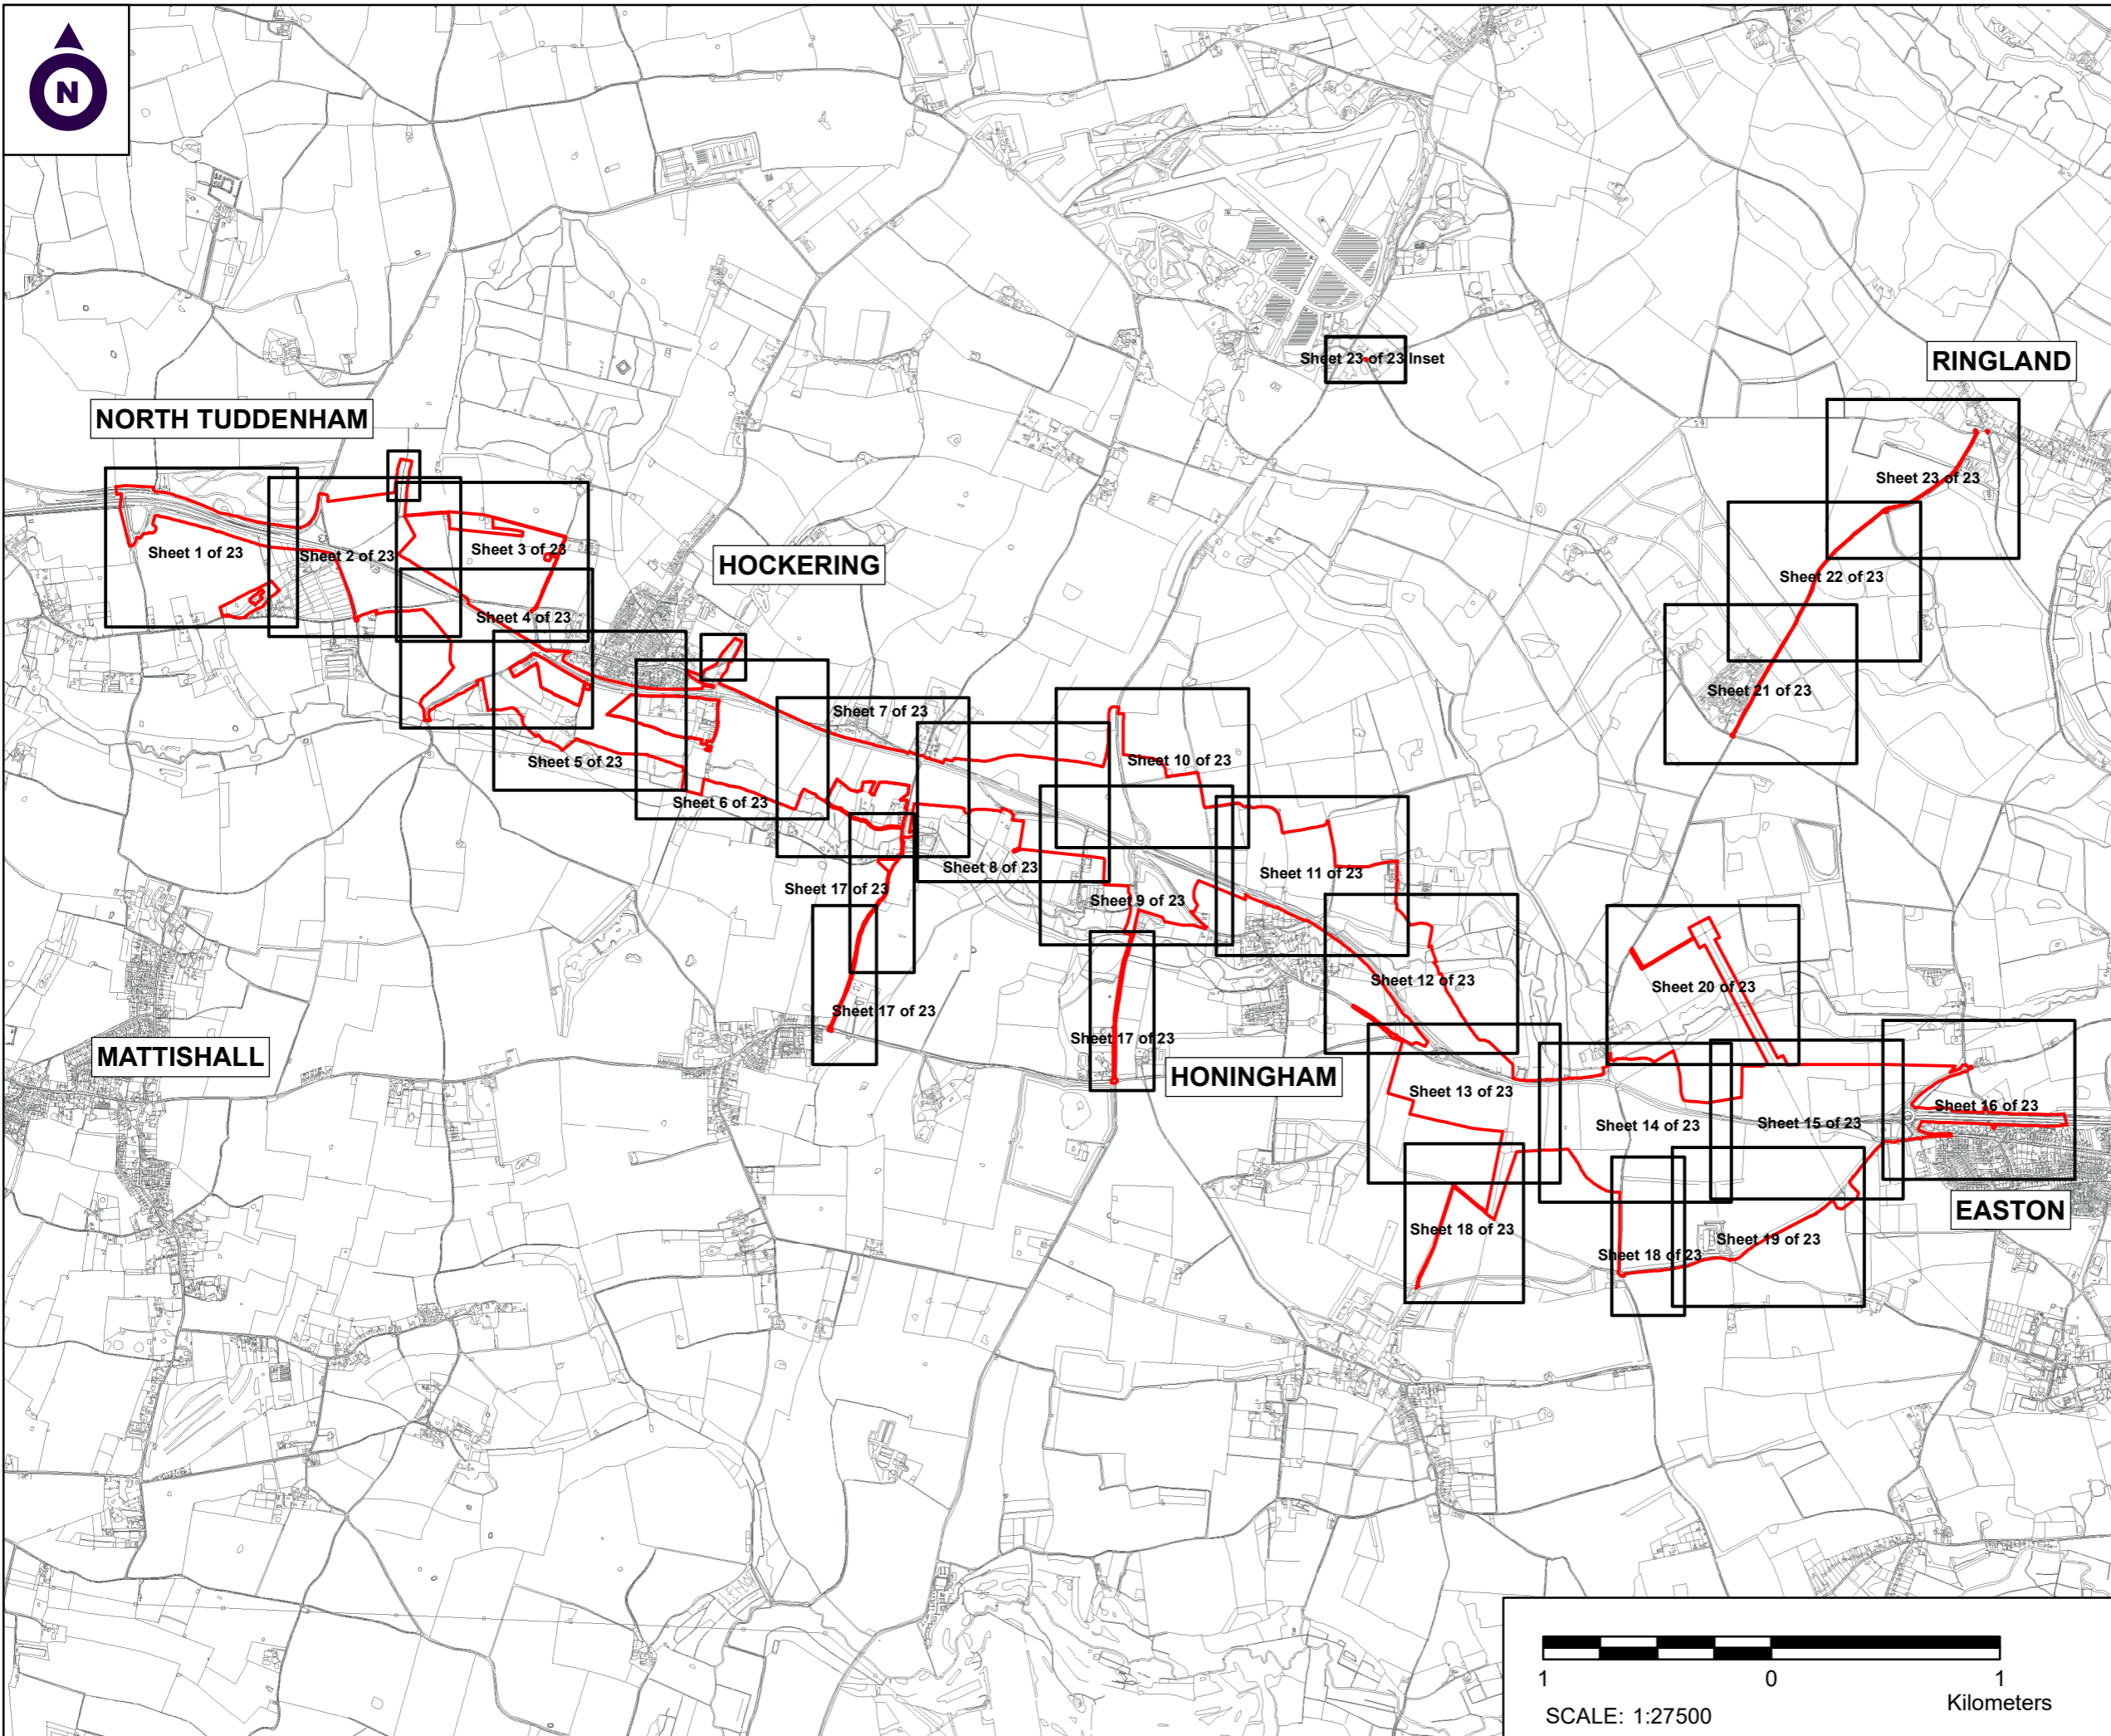 N
Sheet 23 of 23 Inset
RINGLAND
NORTH TUDDENHAM
Sheet 23 of 23
Sheet 1 of 23
Sheet 2 of 23
Sheet 3 of 23
HOCKERING
Sheet 22 of 23
Sheet 4 of 23
Sheet 21 of 23
Sheet 7 of 23
Sheet 5 of 23
Sheet 10 of 23
Sheet 6 of 23
Sheet 8 of 23
Sheet 11 of 23
Sheet 17 of 23
Sheet 9 of 23
Sheet 12 of 23
Sheet 20 of 23
Sheet 17 of 23
Sheet 17 of 23
MATTISHALL
HONINGHAM
Sheet 13 of 23
Sheet 16 of 23
Sheet 14 of 23
Sheet 15 of 23
EASTON
Sheet 18 of 23
Sheet 19 of 23
Sheet 18 of 23
1 0 1
Kilometers
SCALE: 1:27500